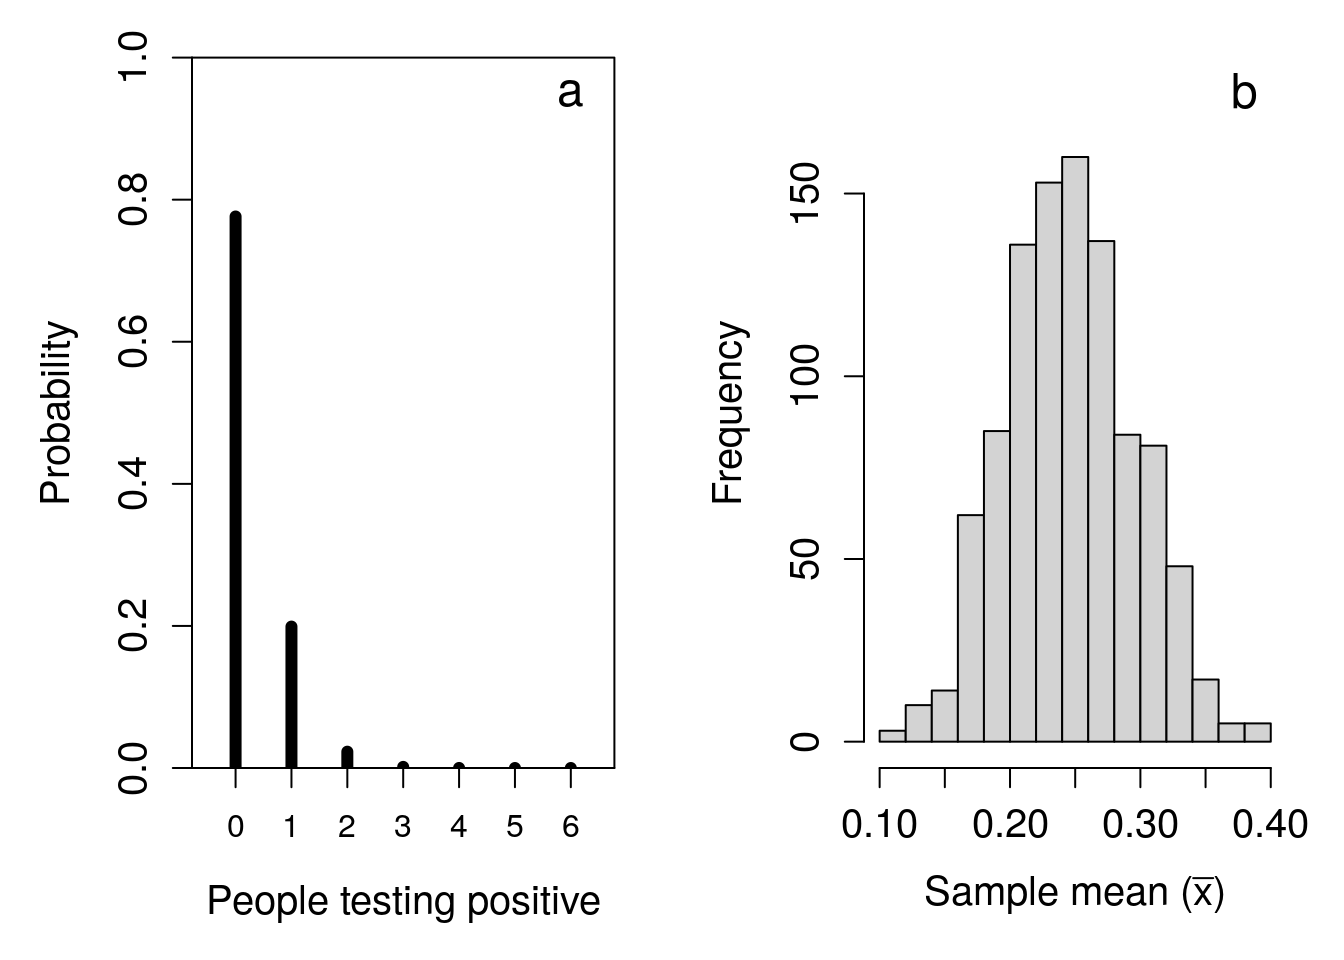 a
1.0
0.8
0.6
0.4
0.2
0.0
Probability
0 1 2 3 4 5 6
People testing positive
b
150
100
50
0
Frequency
0.10 0.20 0.30 0.40
Sample mean (x̅)